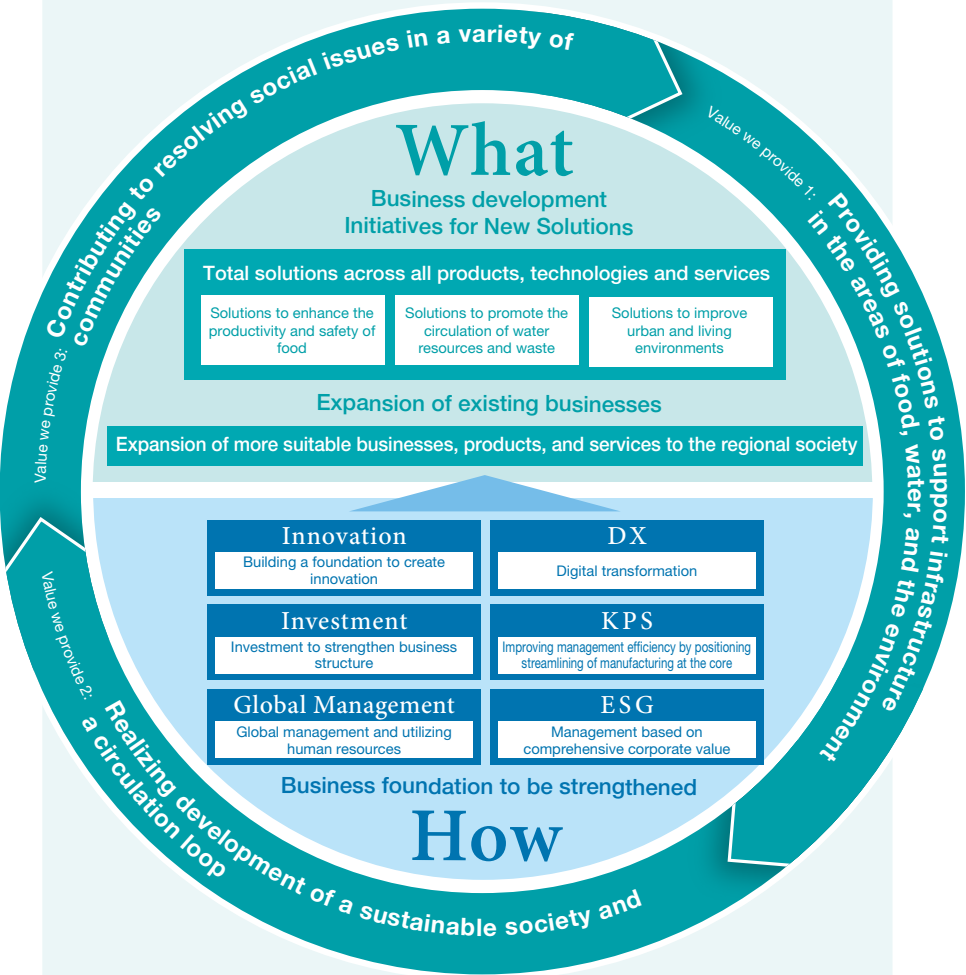 What
Business development
Initiatives for New Solutions
Total solutions across all products, technologies and services
Solutions to enhance the
productivity and safety of
food
Solutions to promote the
circulation of water
resources and waste
Solutions to improve
urban and living
environments
Expansion of existing businesses
Expansion of more suitable businesses, products, and services to the regional society
Innovation
Building a foundation to create
innovation
DX
Digital transformation
Investment
Investment to strengthen business
structure
KPS
Improving management efficiency by positioning
streamlining of manufacturing at the core
Global Management
Global management and utilizing
human resources
ESG
Management based on
comprehensive corporate value
Business foundation to be strengthened
How
Value we provide 1:
Providing solutions to support infrastructure
in the areas of food, water, and the environment
Value we provide 2:
Realizing development of a sustainable society and
a circulation loop
Value we provide 3:
Contributing to resolving social issues in a variety of
communities